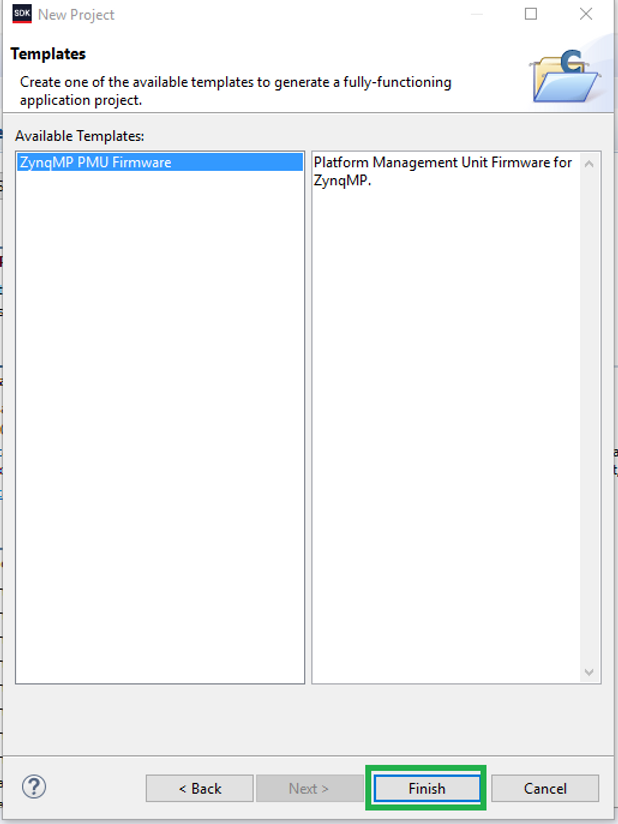 SDK New Project
Templates
Create one of the available templates to generate a fully-functioning
application project.
Available Templates:
ZynqMP PMU Firmware
Platform Management Unit Firmware for
ZynqMP.
? < Back Next > Finish Cancel